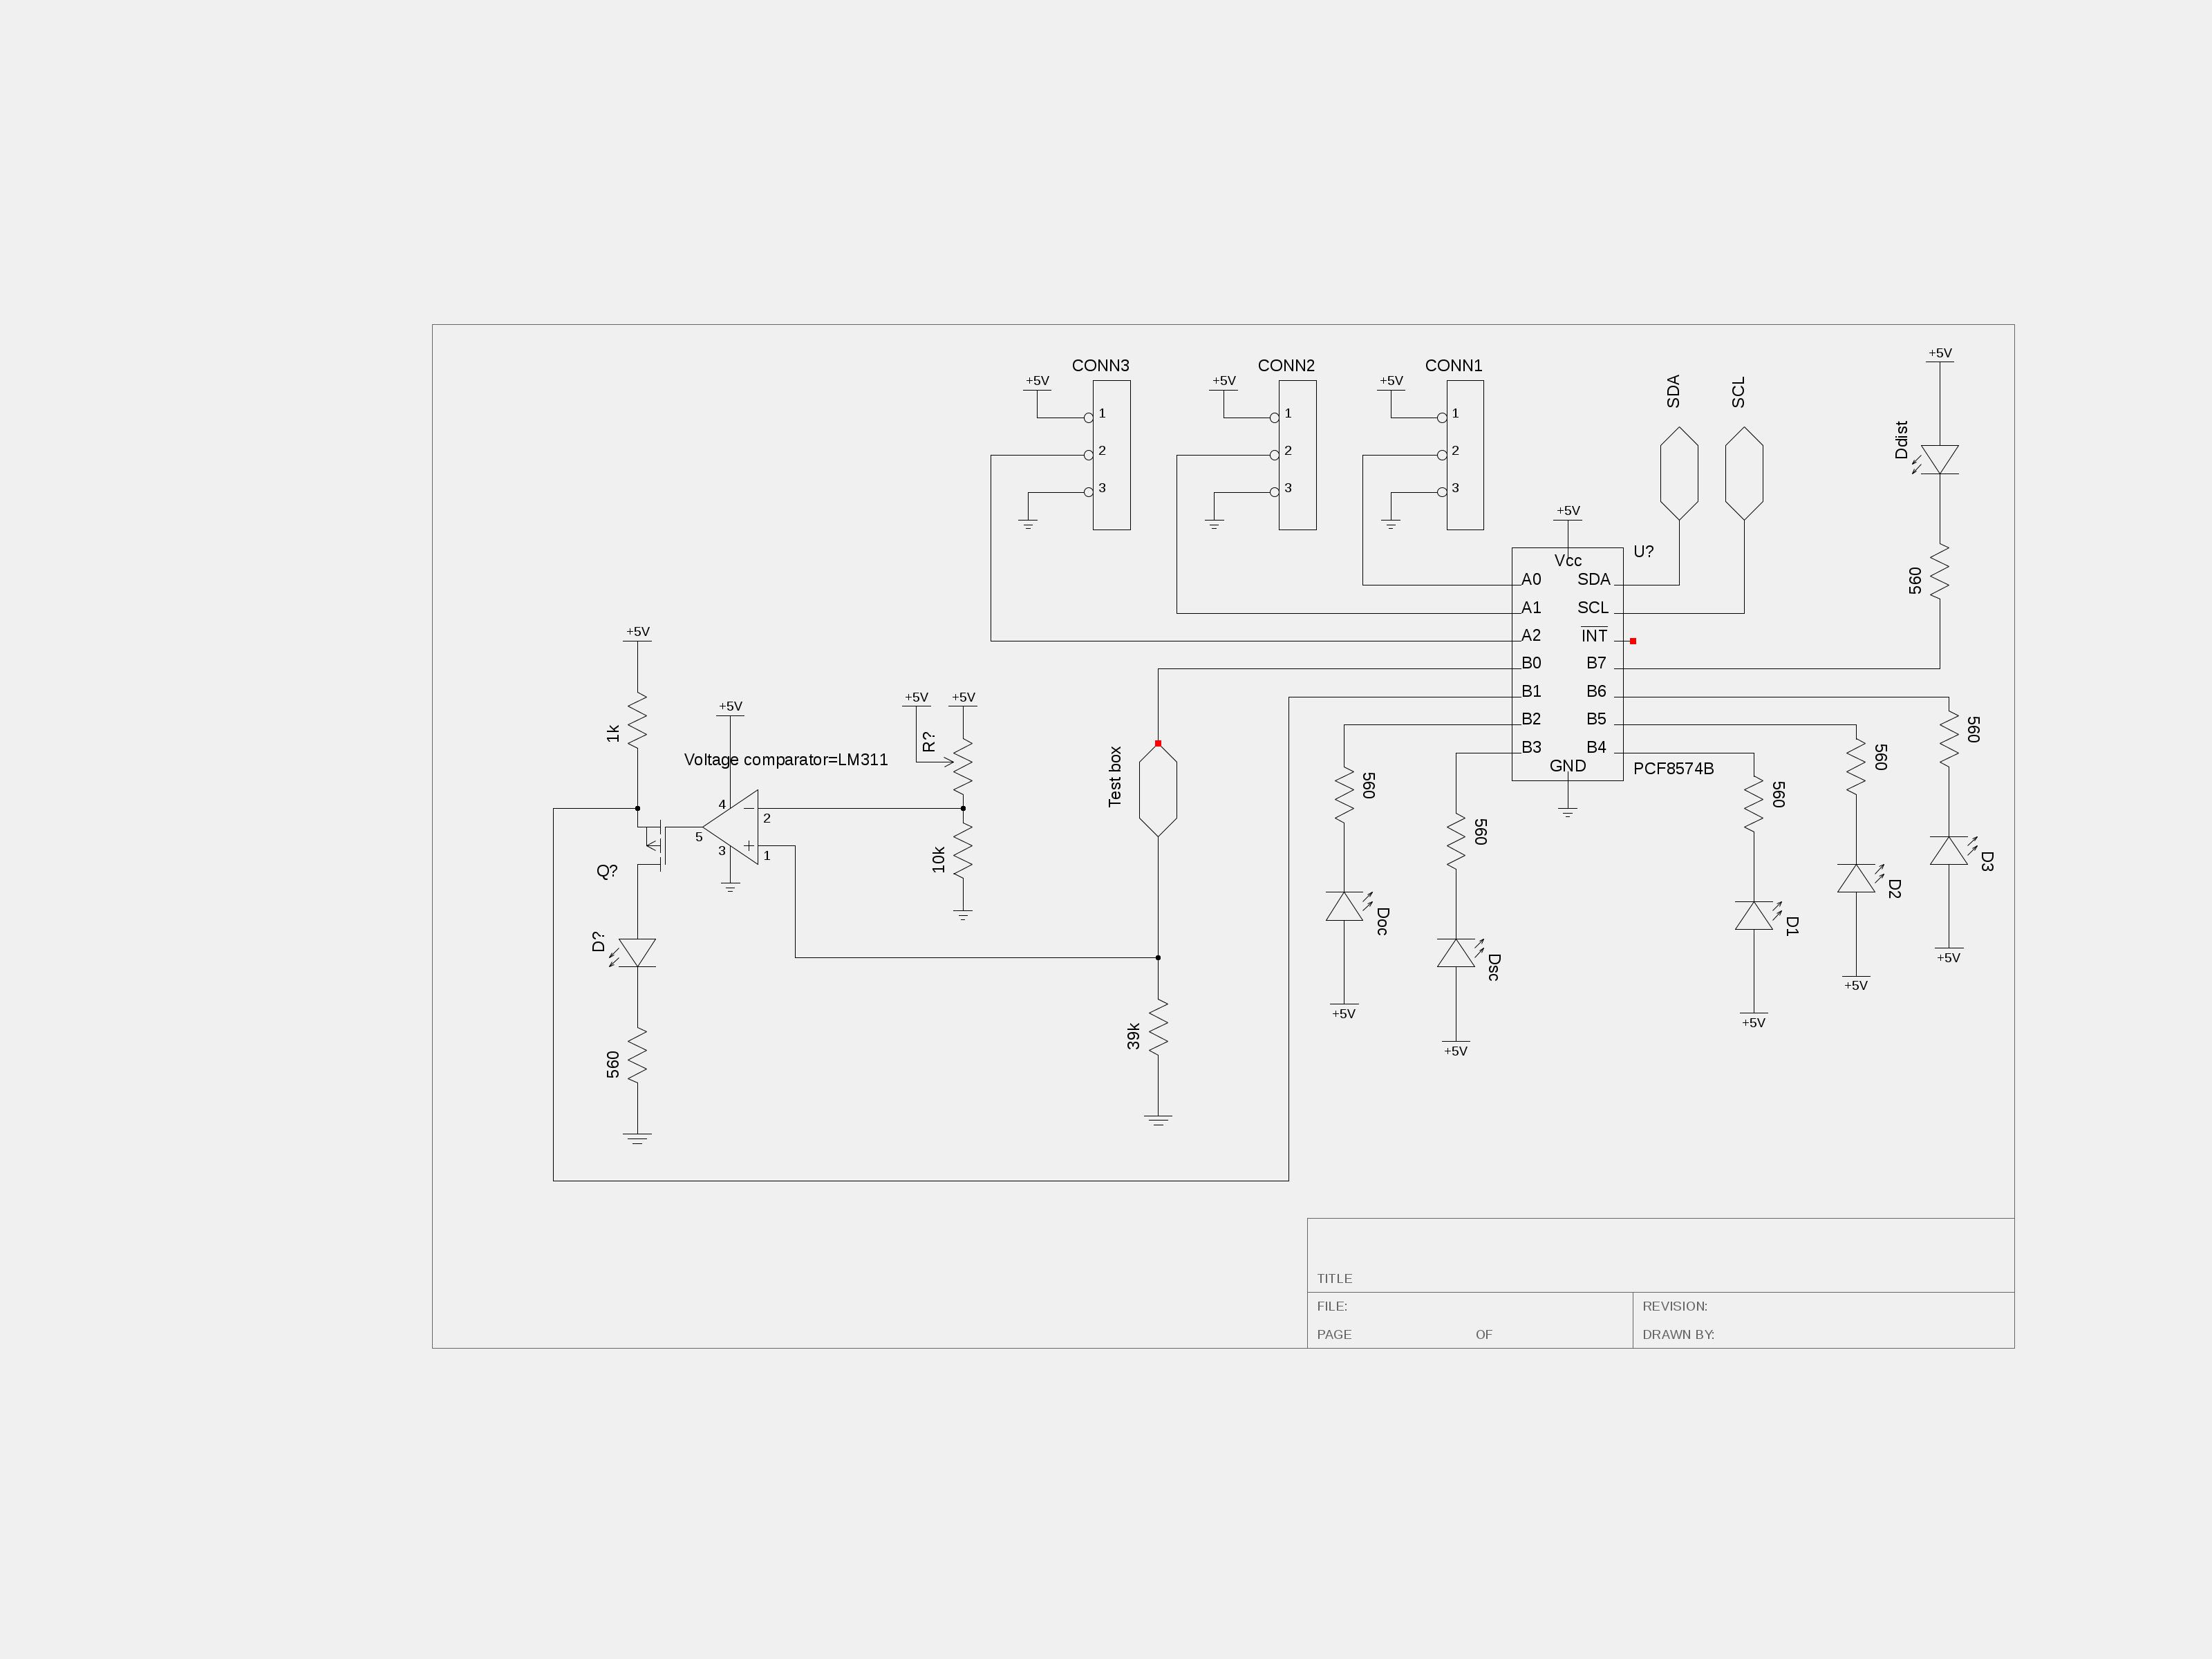 CONN3
+5V
1
2
3
CONN2
+5V
1
2
3
CONN1
+5V
1
2
3
SDA
SCL
+5V
Ddist
560
+5V
Vcc
U?
A0
SDA
A1
SCL
A2
INT
B0
B7
B1
B6
B2
B5
B3
B4
GND
PCF8574B
+5V
1k
+5V
Voltage comparator=LM311
4
2
5
3
1
Q?
D?
560
+5V
+5V
R?
10k
Test box
39k
560
Doc
+5V
560
Dsc
+5V
560
D1
+5V
560
D2
+5V
560
D3
+5V
TITLE
FILE:
REVISION:
PAGE
OF
DRAWN BY: